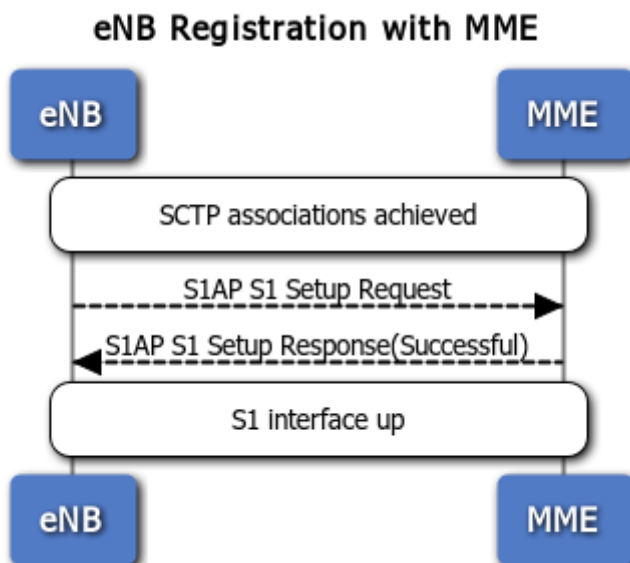 eNB Registration with MME
eNB MME
SCTP associations achieved
S1AP S1 Setup Request
S1AP S1 Setup Response(Successful)
S1 interface up
eNB MME